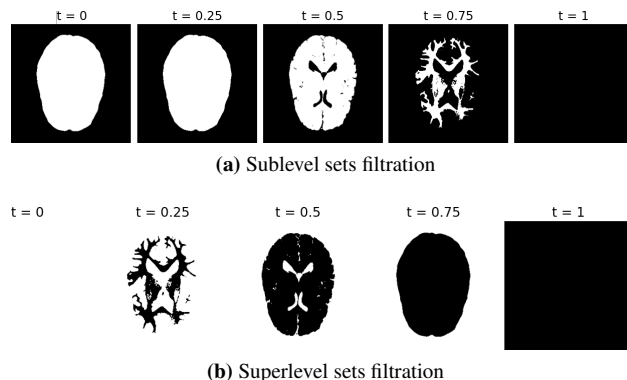 t = 0 t = 0.25 t = 0.5 t = 0.75 t = 1
(a) Sublevel sets filtration
t = 0 t = 0.25 t = 0.5 t = 0.75 t = 1
(b) Superlevel sets filtration